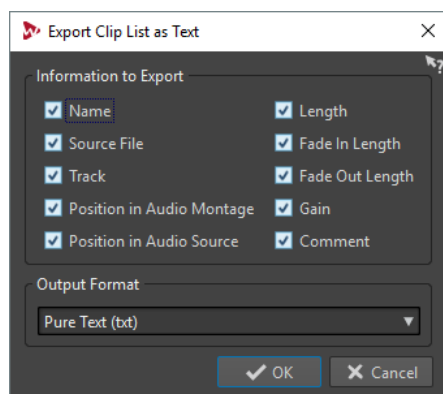 Export Clip List as Text
Information to Export
Name
Length
Source File
Fade In Length
Track
Fade Out Length
Position in Audio Montage
Gain
Position in Audio Source
Comment
Output Format
Pure Text (txt)
OK
Cancel